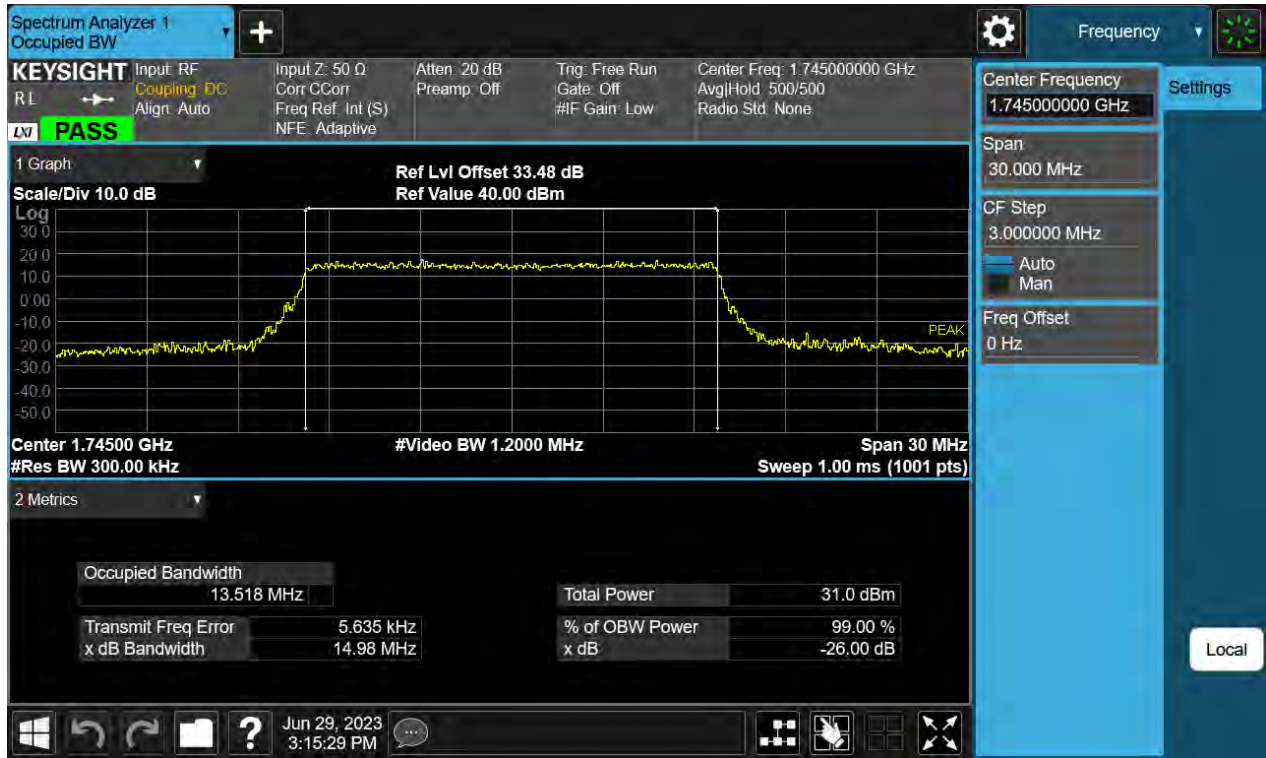 Spectrum Analyzer 1
Occupied BW
+
Frequency
KEYSIGHT
RL
LXI
PASS
Input: RF
Coupling: DC
Align: Auto
Input Z: 50 Ω
Corr CCorr
Freq Ref: Int (S)
NFE: Adaptive
Atten: 20 dB
Preamp: Off
Trig: Free Run
Gate: Off
#IF Gain: Low
Center Freq: 1.745000000 GHz
Avg|Hold: 500/500
Radio Std: None
1 Graph
Scale/Div 10.0 dB
Ref Lvl Offset 33.48 dB
Ref Value 40.00 dBm
Log
30.0
20.0
10.0
0.00
-10.0
-20.0
-30.0
-40.0
-50.0
PEAK
Center 1.74500 GHz
#Video BW 1.2000 MHz
Span 30 MHz
#Res BW 300.00 kHz
Sweep 1.00 ms (1001 pts)
2 Metrics
Occupied Bandwidth
13.518 MHz
Transmit Freq Error 5.635 kHz
x dB Bandwidth 14.98 MHz
Total Power 31.0 dBm
% of OBW Power 99.00 %
x dB -26.00 dB
Center Frequency
1.745000000 GHz
Settings
Span
30.000 MHz
CF Step
3.000000 MHz
Auto
Man
Freq Offset
0 Hz
Local
?
Jun 29, 2023
3:15:29 PM